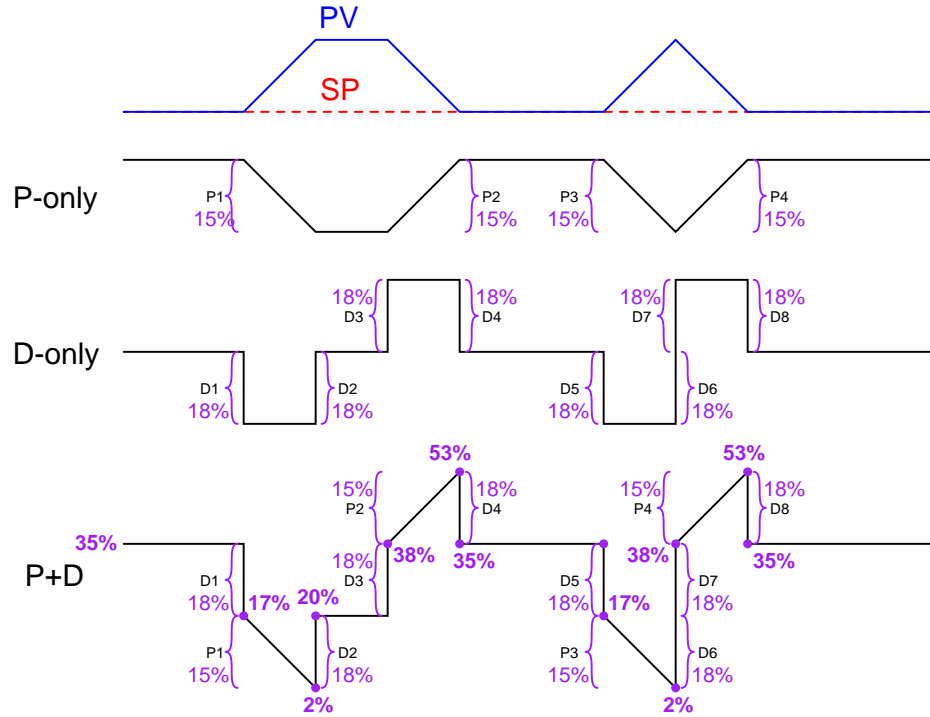 PV
SP
P-only
P1
15%
P2
15%
P3
15%
P4
15%
D-only
18%
D3
18%
D4
18%
D7
18%
D8
D1
18%
D2
18%
D5
18%
D6
18%
P+D
35%
53%
53%
15%
P2
18%
D4
15%
P4
18%
D8
38%
35%
38%
35%
D1
18%
17%
20%
18%
D3
D5
18%
17%
D7
18%
P1
15%
D2
18%
P3
15%
D6
18%
2%
2%